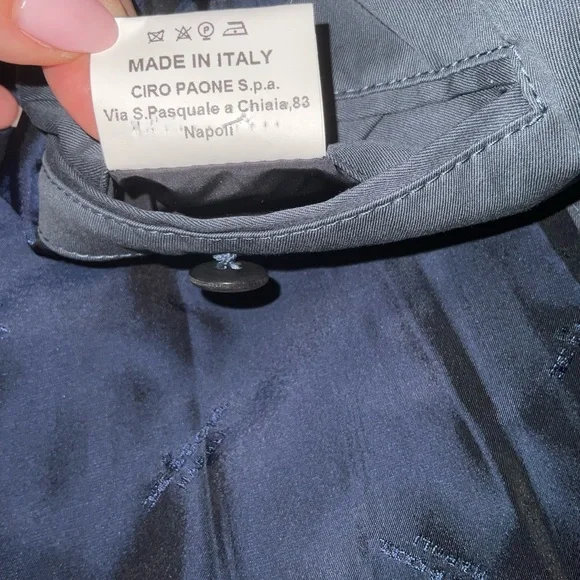 MADE IN ITALY
CIRO PAONE S.p.a.
Via S.Pasquale a Chiaia,83
Napoli